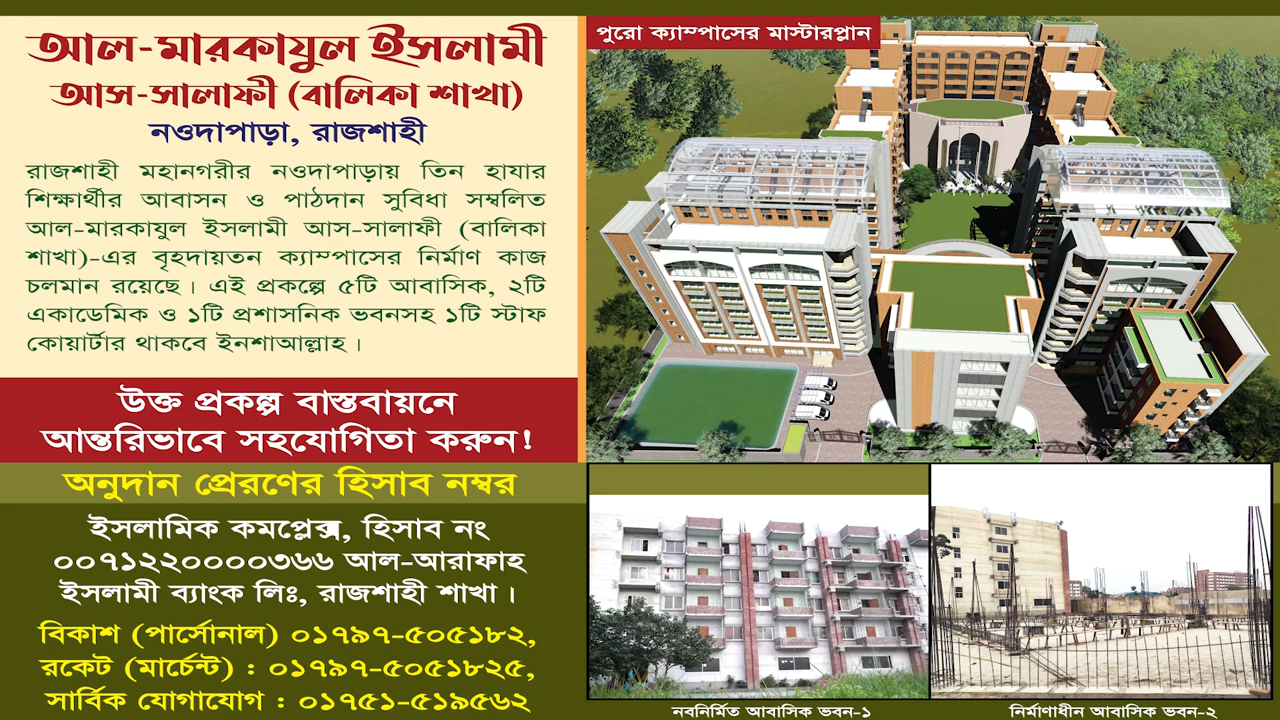 আল-মারকাযুল ইসলামী
আস-সালাফী (বালিকা শাখা)
নওদাপাড়া, রাজশাহী
রাজশাহী মহানগরীর নওদাপাড়ায় তিন হাযার
শিক্ষার্থীর আবাসন ও পাঠদান সুবিধা সম্বলিত
আল-মারকাযুল ইসলামী আস-সালাফী (বালিকা
শাখা)-এর বৃহদায়তন ক্যাম্পাসের নির্মাণ কাজ
চলমান রয়েছে। এই প্রকল্পে ৫টি আবাসিক, ২টি
একাডেমিক ও ১টি প্রশাসনিক ভবনসহ ১টি স্টাফ
কোয়ার্টার থাকবে ইনশাআল্লাহ।
উক্ত প্রকল্প বাস্তবায়নে
আন্তরিভাবে সহযোগিতা করুন!
অনুদান প্রেরণের হিসাব নম্বর
ইসলামিক কমপ্লেক্স, হিসাব নং
০০৭১২২০০০০৩৬৬ আল-আরাফাহ
ইসলামী ব্যাংক লিঃ, রাজশাহী শাখা।
বিকাশ (পার্সোনাল) ০১৭৯৭-৫০৫১৮২,
রকেট (মার্চেন্ট) : ০১৭৯৭-৫০৫১৮২৫,
সার্বিক যোগাযোগ : ০১৭৫১-৫১৯৫৬২
পুরো ক্যাম্পাসের মাস্টারপ্লান
নবনির্মিত আবাসিক ভবন-১
নির্মাণাধীন আবাসিক ভবন-২